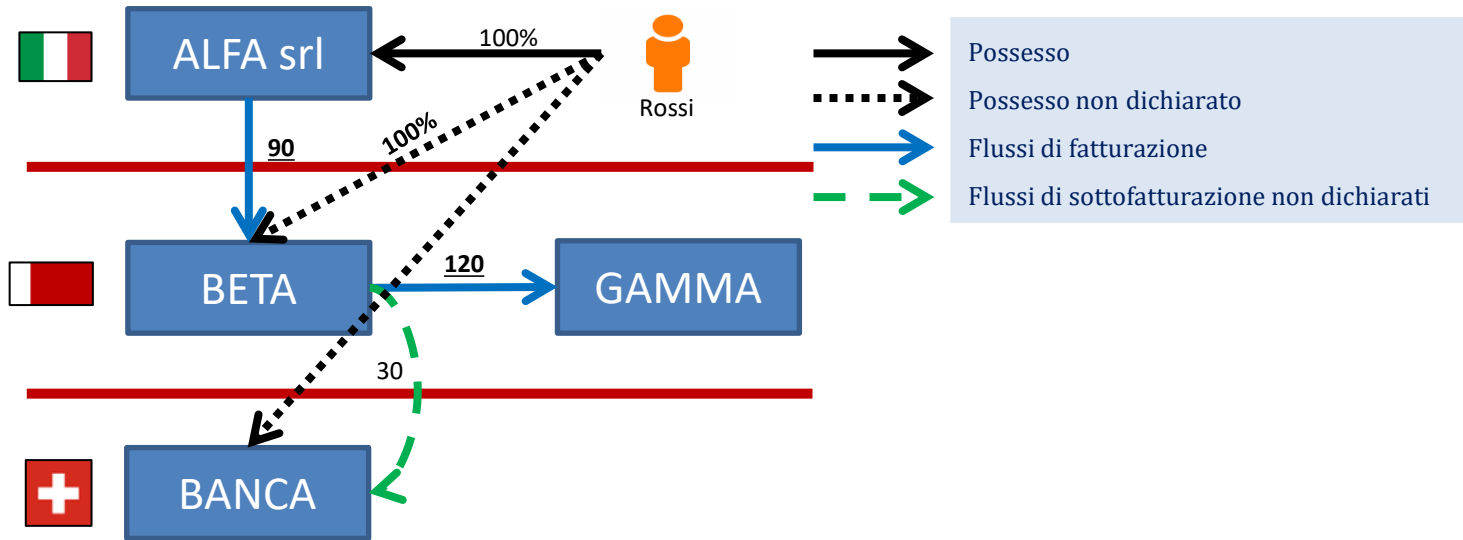 ALFA srl
100%
Rossi
Possesso
Possesso non dichiarato
Flussi di fatturazione
Flussi di sottofatturazione non dichiarati
100%
90
BETA
120
GAMMA
30
BANCA